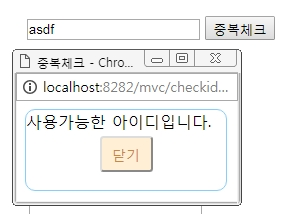 asdf 중복체크
중복체크 - Chro...
localhost:8282/mvc/checkid...
사용가능한 아이디입니다.
닫기